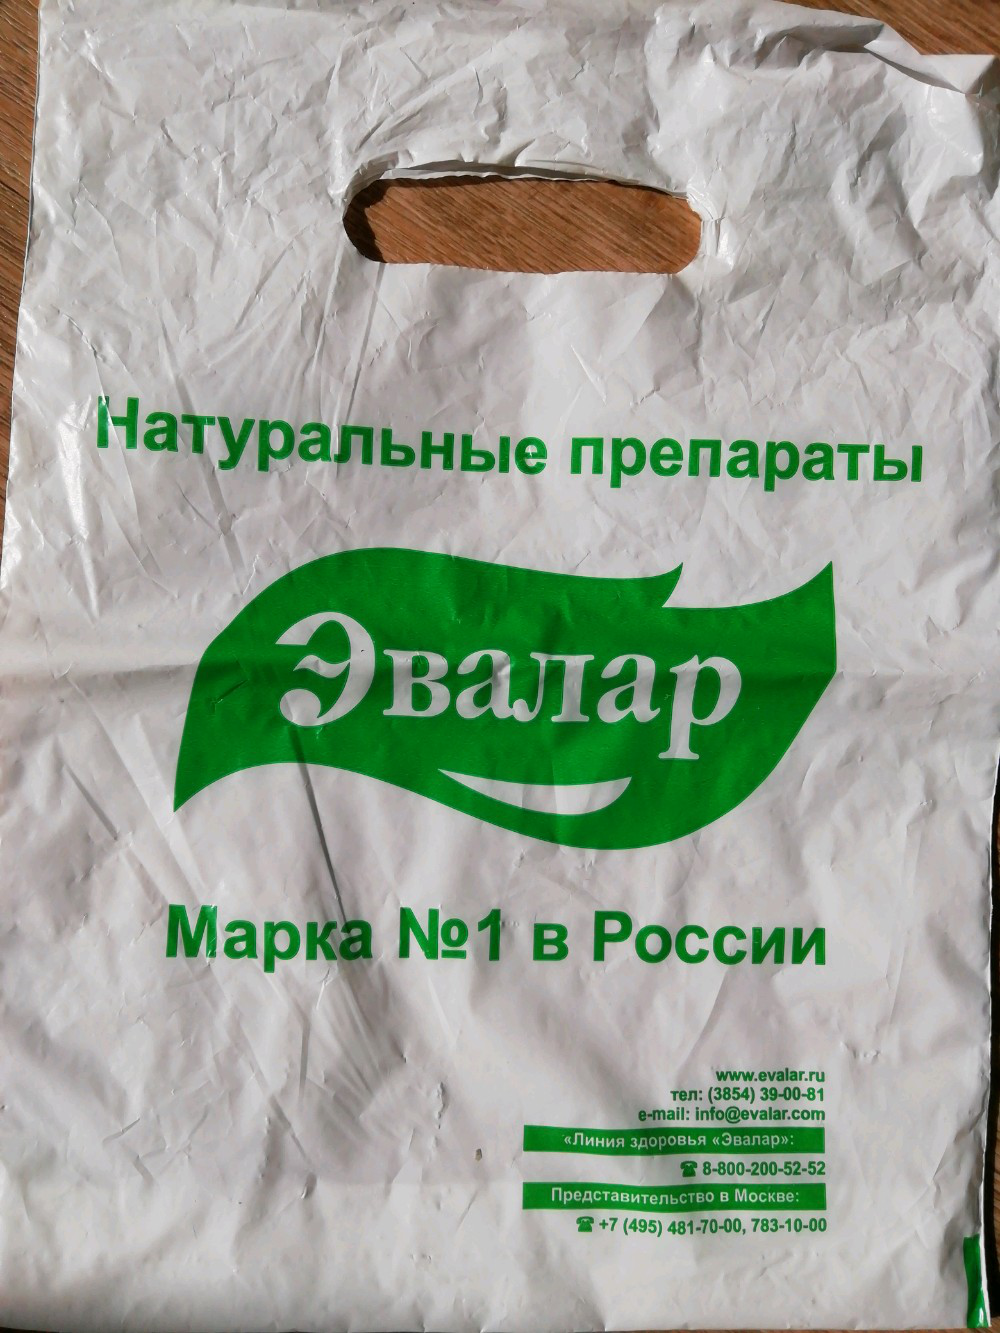 Натуральные препараты
Эвалар
Марка №1 в России
www.evalar.ru
тел: (3854) 39-00-81
e-mail: info@evalar.com
«Линия здоровья «Эвалар»:
☎ 8-800-200-52-52
Представительство в Москве:
☎ +7 (495) 481-70-00, 783-10-00